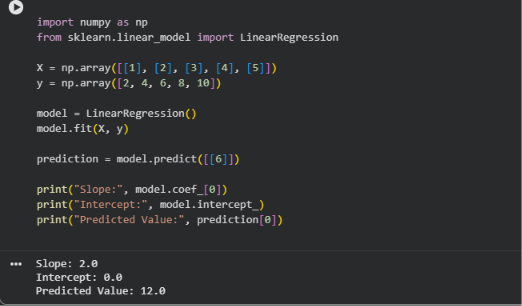 import numpy as np
from sklearn.linear_model import LinearRegression
X = np.array([[1], [2], [3], [4], [5]])
y = np.array([2, 4, 6, 8, 10])
model = LinearRegression()
model.fit(X, y)
prediction = model.predict([[6]])
print("Slope:", model.coef_[0])
print("Intercept:", model.intercept_)
print("Predicted Value:", prediction[0])
Slope: 2.0
Intercept: 0.0
Predicted Value: 12.0